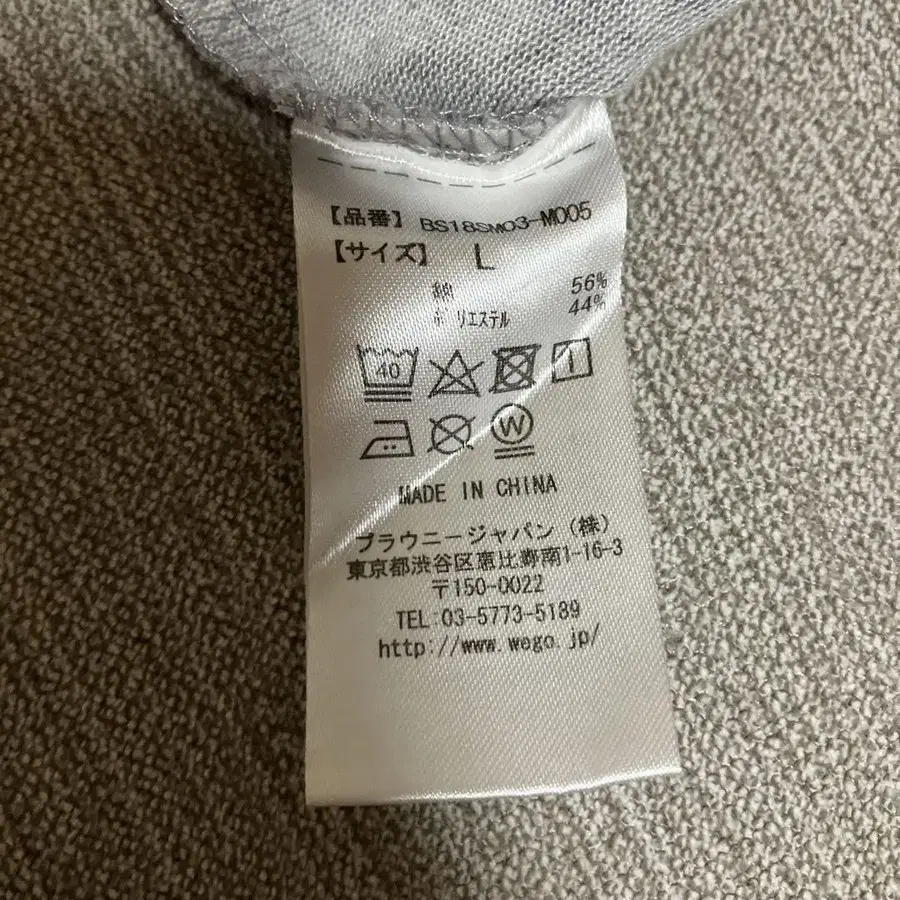 【品番】 BS18SM03-M005
【サイズ】 L
綿 56%
ポリエステル 44%
40
W
MADE IN CHINA
ブラウニージャパン (株)
東京都渋谷区恵比寿南1-16-3
〒150-0022
TEL:03-5773-5189
http://www.wego.jp/